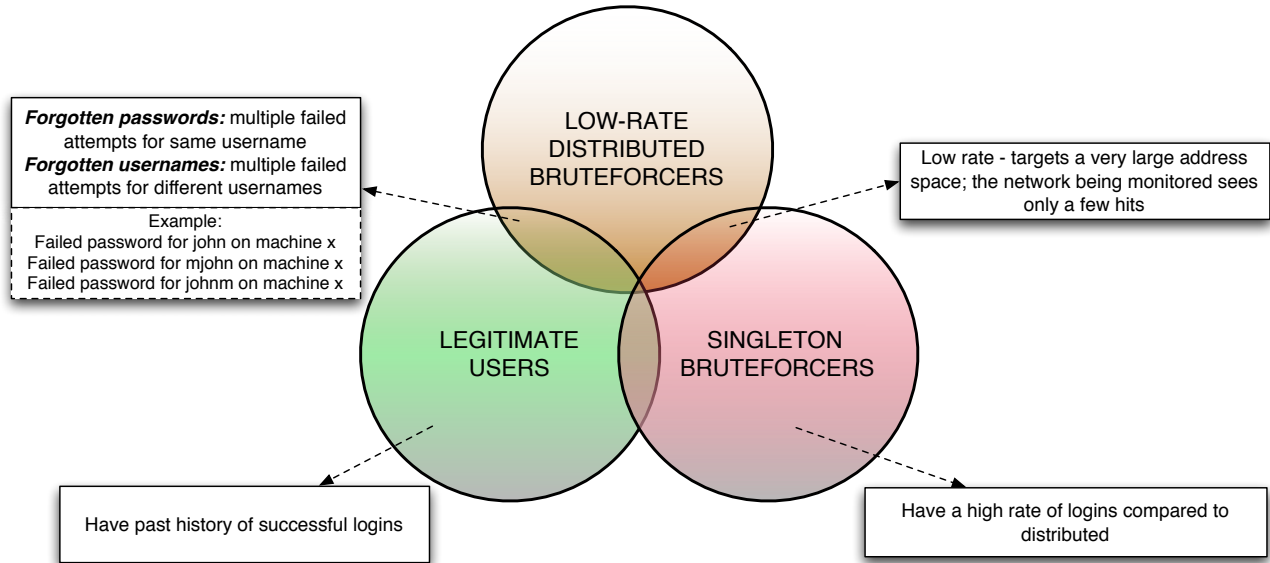 LOW-RATE
DISTRIBUTED
BRUTEFORCERS
Forgotten passwords: multiple failed
attempts for same username
Forgotten usernames: multiple failed
attempts for different usernames
Example:
Failed password for john on machine x
Failed password for mjohn on machine x
Failed password for johnm on machine x
Low rate - targets a very large address
space; the network being monitored sees
only a few hits
LEGITIMATE
USERS
SINGLETON
BRUTEFORCERS
Have past history of successful logins
Have a high rate of logins compared to
distributed